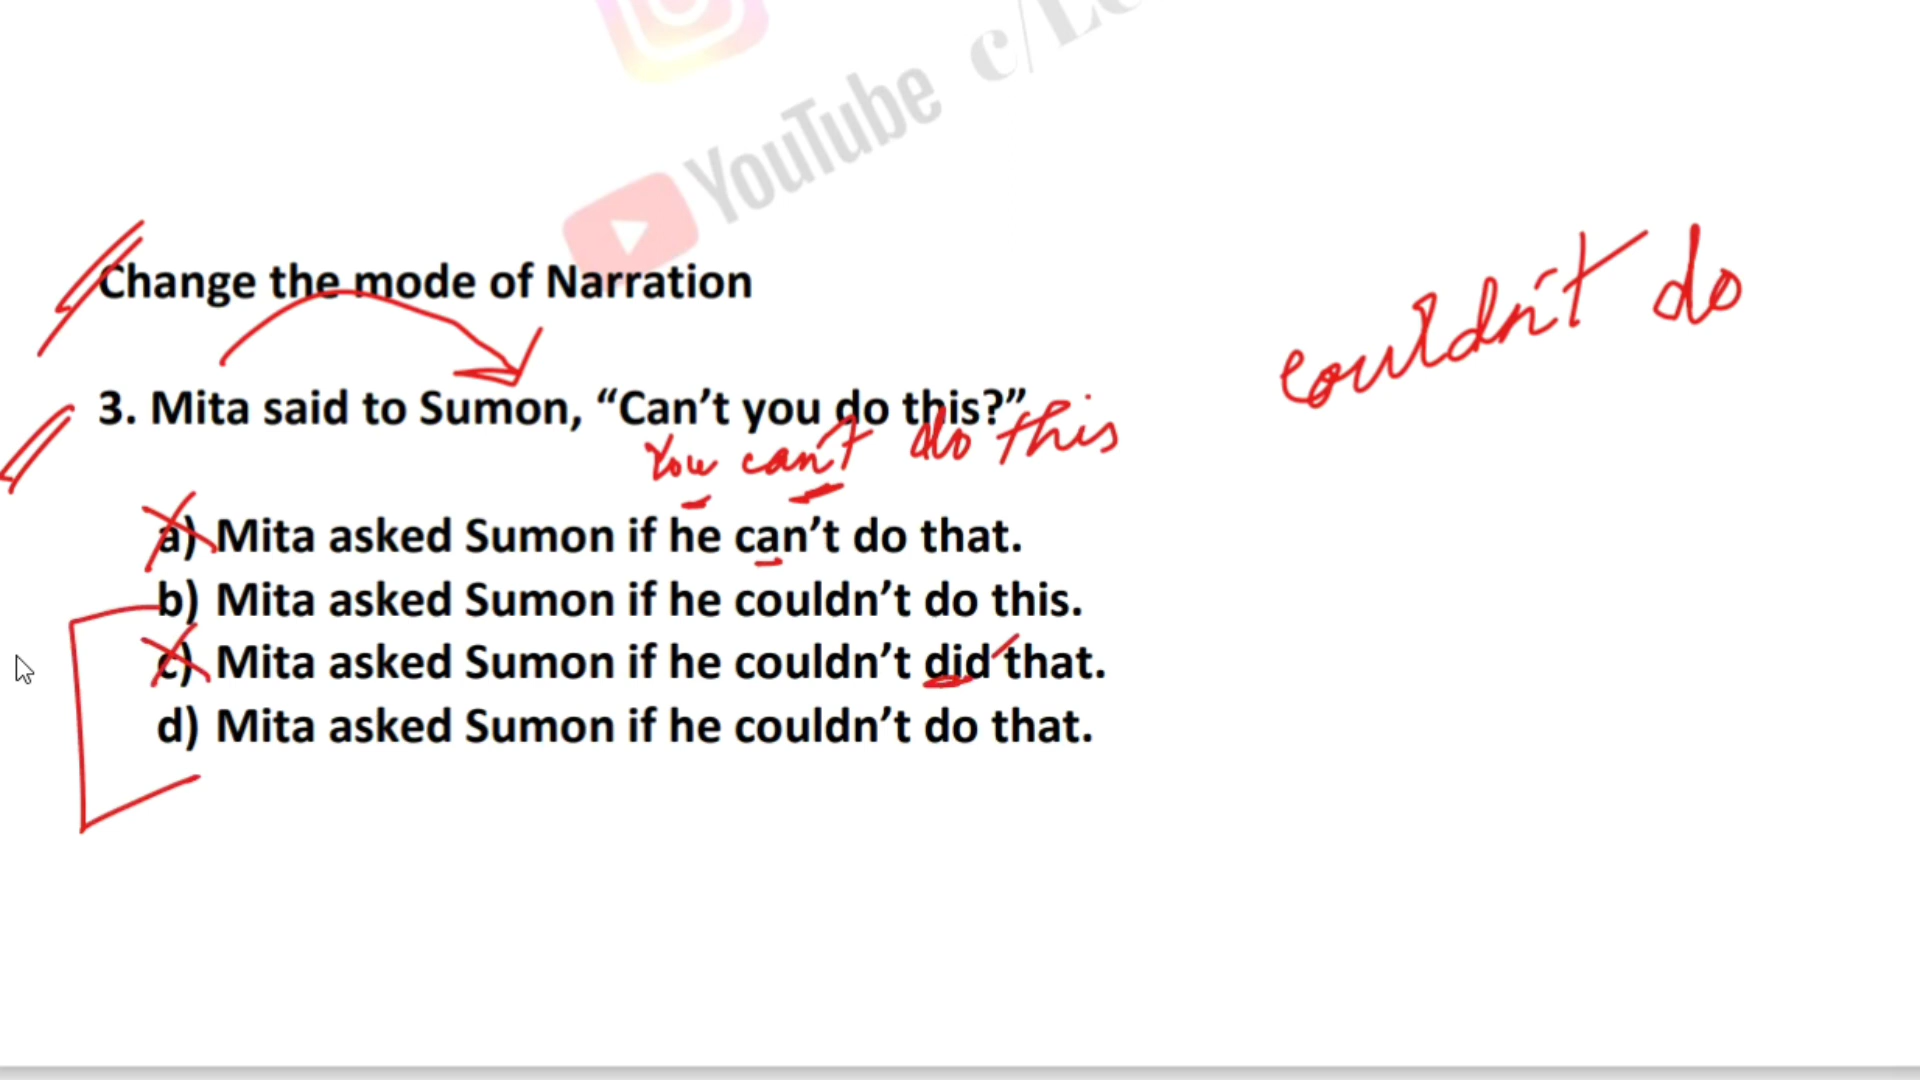 YouTube c/Le
Change the mode of Narration
couldn't do
3. Mita said to Sumon, “Can’t you do this?”
You can't do this
a) Mita asked Sumon if he can’t do that.
b) Mita asked Sumon if he couldn’t do this.
c) Mita asked Sumon if he couldn’t did that.
d) Mita asked Sumon if he couldn’t do that.